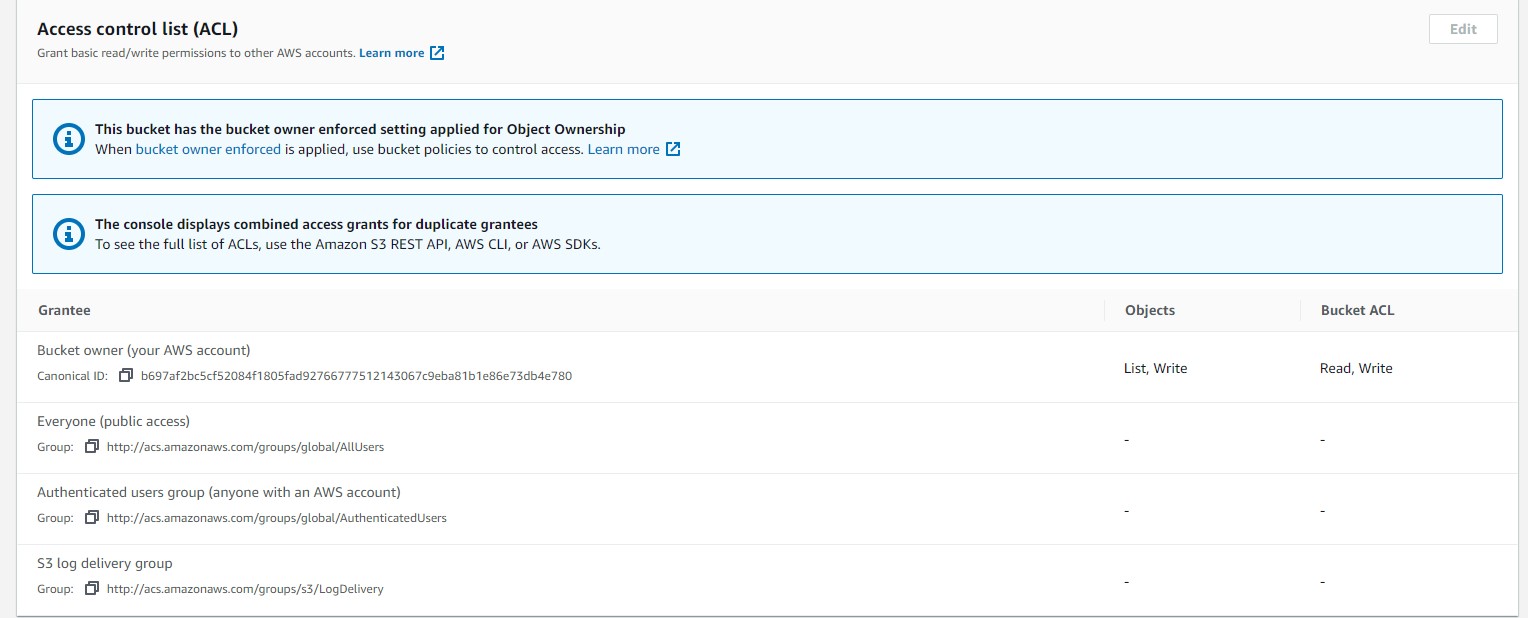 Access control list (ACL)
Edit
Grant basic read/write permissions to other AWS accounts. Learn more
This bucket has the bucket owner enforced setting applied for Object Ownership
When bucket owner enforced is applied, use bucket policies to control access. Learn more
The console displays combined access grants for duplicate grantees
To see the full list of ACLs, use the Amazon S3 REST API, AWS CLI, or AWS SDKs.
Grantee Objects Bucket ACL
Bucket owner (your AWS account)
Canonical ID: b697af2bc5cf52084f1805fad92766777512143067c9eba81b1e86e73db4e780
List, Write Read, Write
Everyone (public access)
Group: http://acs.amazonaws.com/groups/global/AllUsers
- -
Authenticated users group (anyone with an AWS account)
Group: http://acs.amazonaws.com/groups/global/AuthenticatedUsers
- -
S3 log delivery group
Group: http://acs.amazonaws.com/groups/s3/LogDelivery
- -